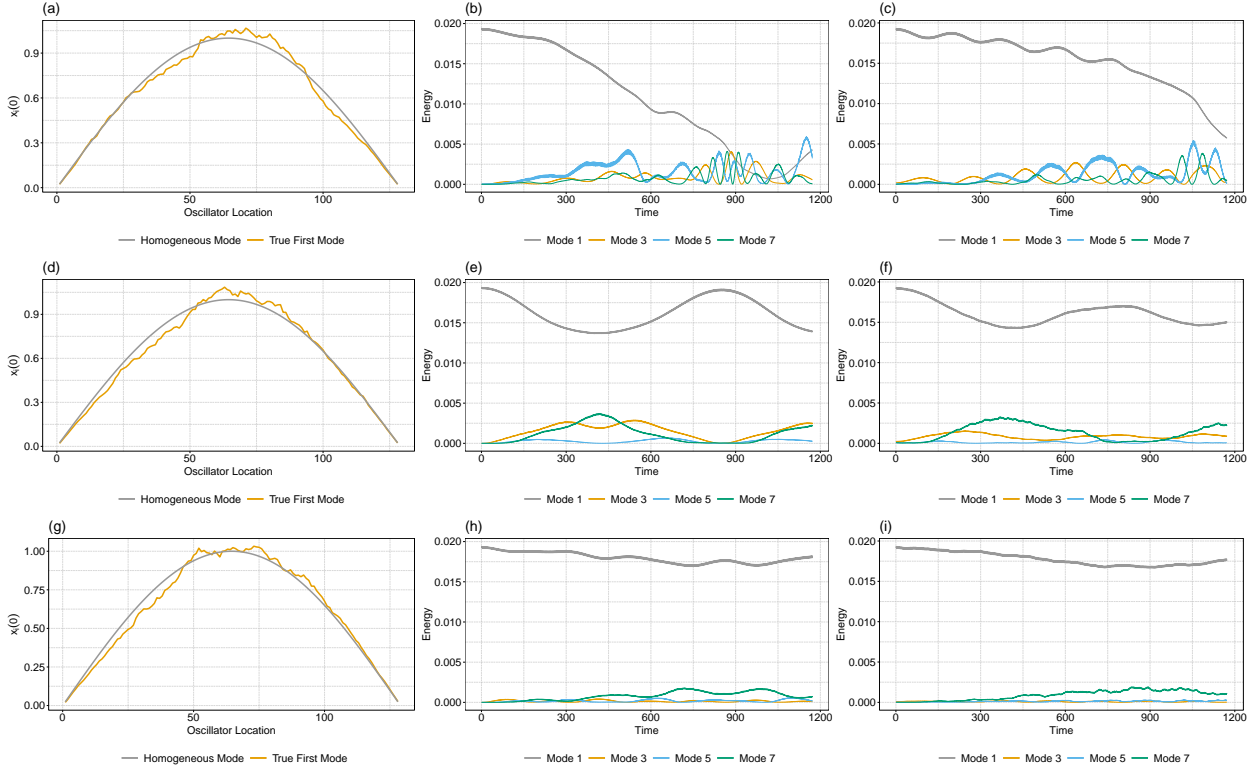 (a)
x_i(0)
0.9
0.6
0.3
0.0
0 50 100
Oscillator Location
Homogeneous Mode True First Mode
(b)
Energy
0.020
0.015
0.010
0.005
0.000
0 300 600 900 1200
Time
Mode 1 Mode 3 Mode 5 Mode 7
(c)
Energy
0.020
0.015
0.010
0.005
0.000
0 300 600 900 1200
Time
Mode 1 Mode 3 Mode 5 Mode 7
(d)
x_i(0)
0.9
0.6
0.3
0.0
0 50 100
Oscillator Location
Homogeneous Mode True First Mode
(e)
Energy
0.020
0.015
0.010
0.005
0.000
0 300 600 900 1200
Time
Mode 1 Mode 3 Mode 5 Mode 7
(f)
Energy
0.020
0.015
0.010
0.005
0.000
0 300 600 900 1200
Time
Mode 1 Mode 3 Mode 5 Mode 7
(g)
x_i(0)
1.00
0.75
0.50
0.25
0.00
0 50 100
Oscillator Location
Homogeneous Mode True First Mode
(h)
Energy
0.020
0.015
0.010
0.005
0.000
0 300 600 900 1200
Time
Mode 1 Mode 3 Mode 5 Mode 7
(i)
Energy
0.020
0.015
0.010
0.005
0.000
0 300 600 900 1200
Time
Mode 1 Mode 3 Mode 5 Mode 7